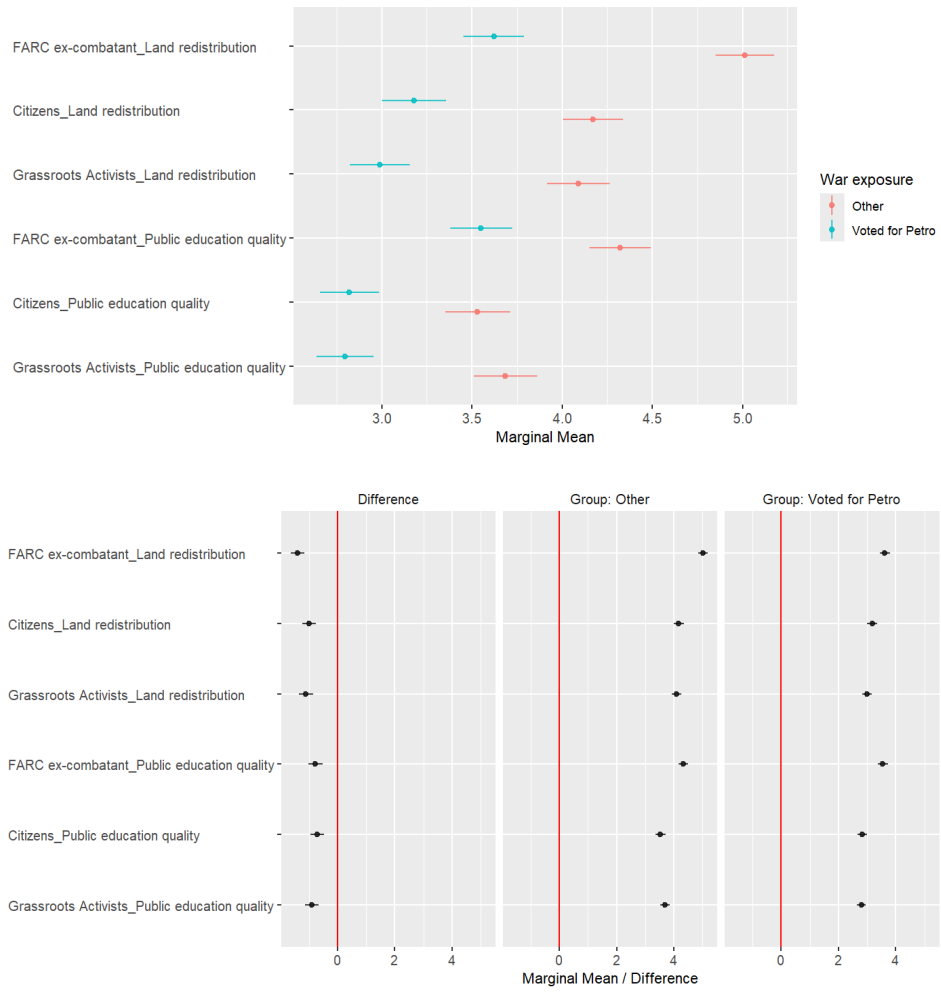 FARC ex-combatant_Land redistribution
Citizens_Land redistribution
Grassroots Activists_Land redistribution
FARC ex-combatant_Public education quality
Citizens_Public education quality
Grassroots Activists_Public education quality
3.0 3.5 4.0 4.5 5.0
Marginal Mean
War exposure
Other
Voted for Petro
Difference Group: Other Group: Voted for Petro
FARC ex-combatant_Land redistribution
Citizens_Land redistribution
Grassroots Activists_Land redistribution
FARC ex-combatant_Public education quality
Citizens_Public education quality
Grassroots Activists_Public education quality
0 2 4 0 2 4 0 2 4
Marginal Mean / Difference